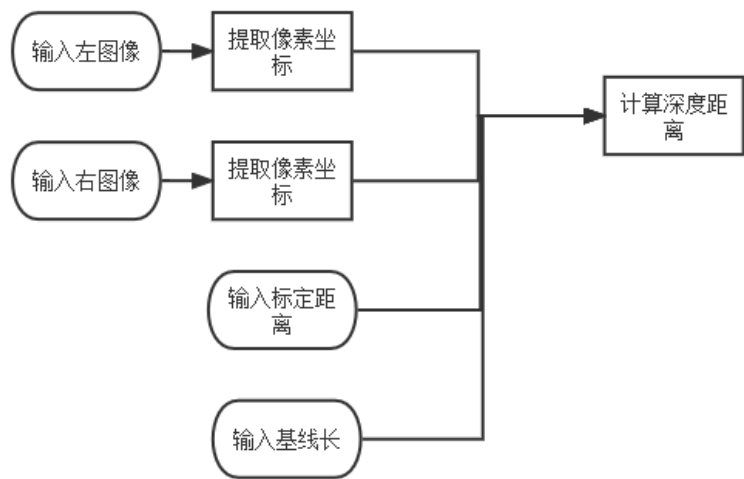 输入左图像
提取像素坐
标
计算深度距
离
输入右图像
提取像素坐
标
输入标定距
离
输入基线长